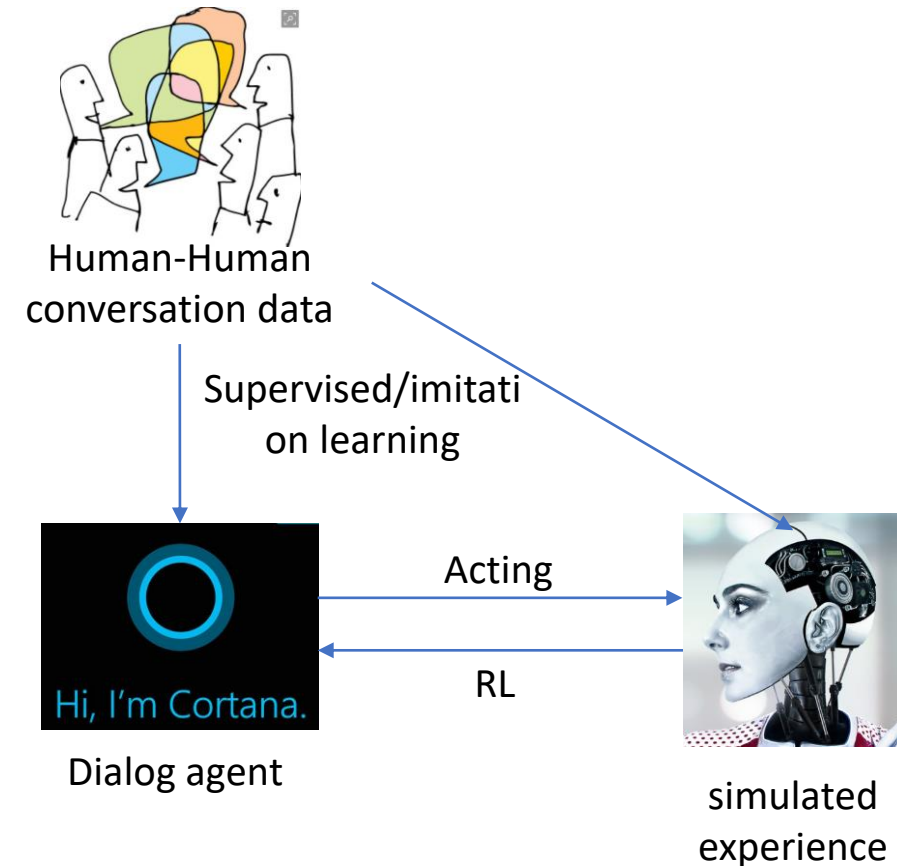 Human-Human
conversation data
Supervised/imitati
on learning
Acting
RL
Hi, I'm Cortana.
Dialog agent
simulated
experience